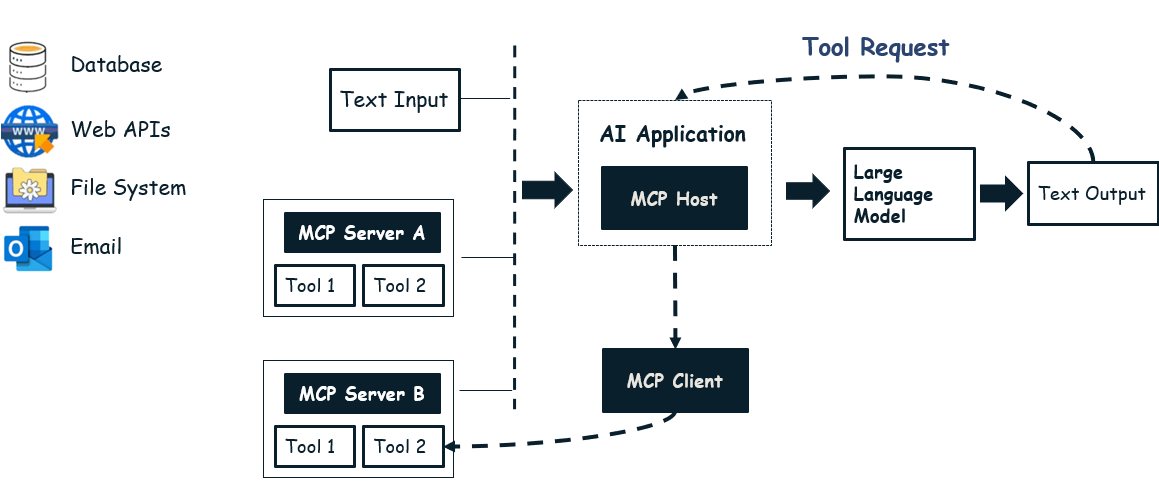 Tool Request
Database
Web APIs
WWW
File System
Email
O
Text Input
AI Application
MCP Host
Large
Language
Model
Text Output
MCP Server A
Tool 1
Tool 2
MCP Client
MCP Server B
Tool 1
Tool 2